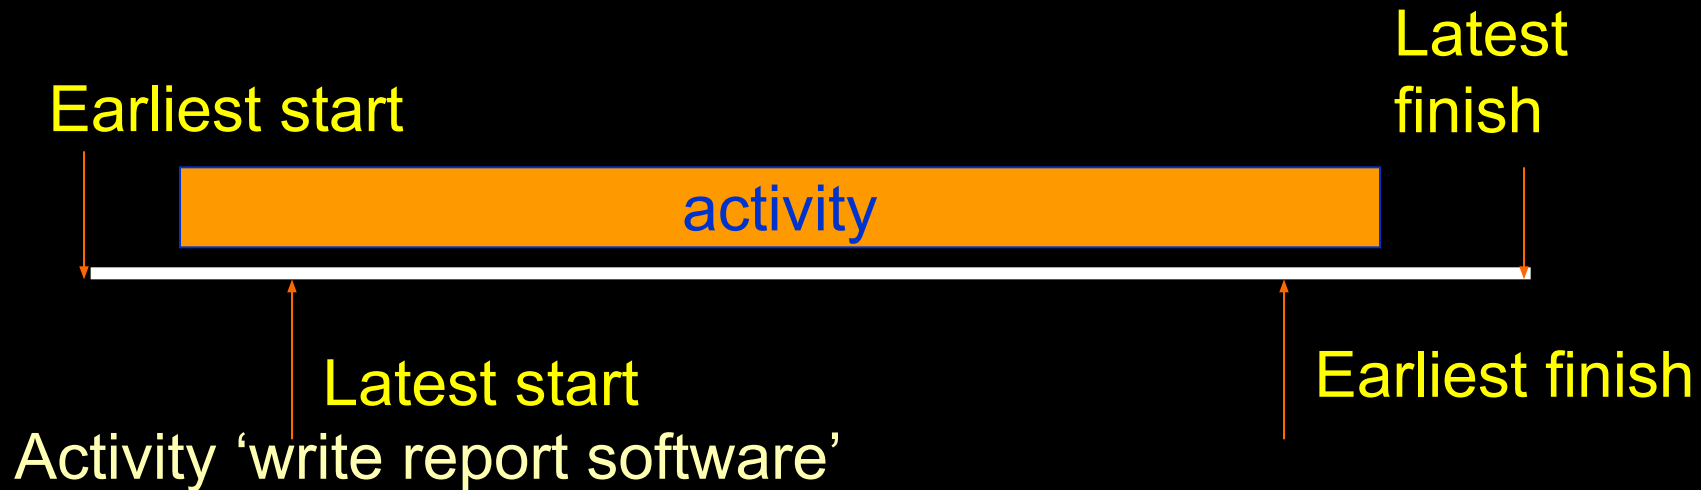 Latest
finish
Earliest start
activity
Latest start
Earliest finish
Activity ‘write report software’